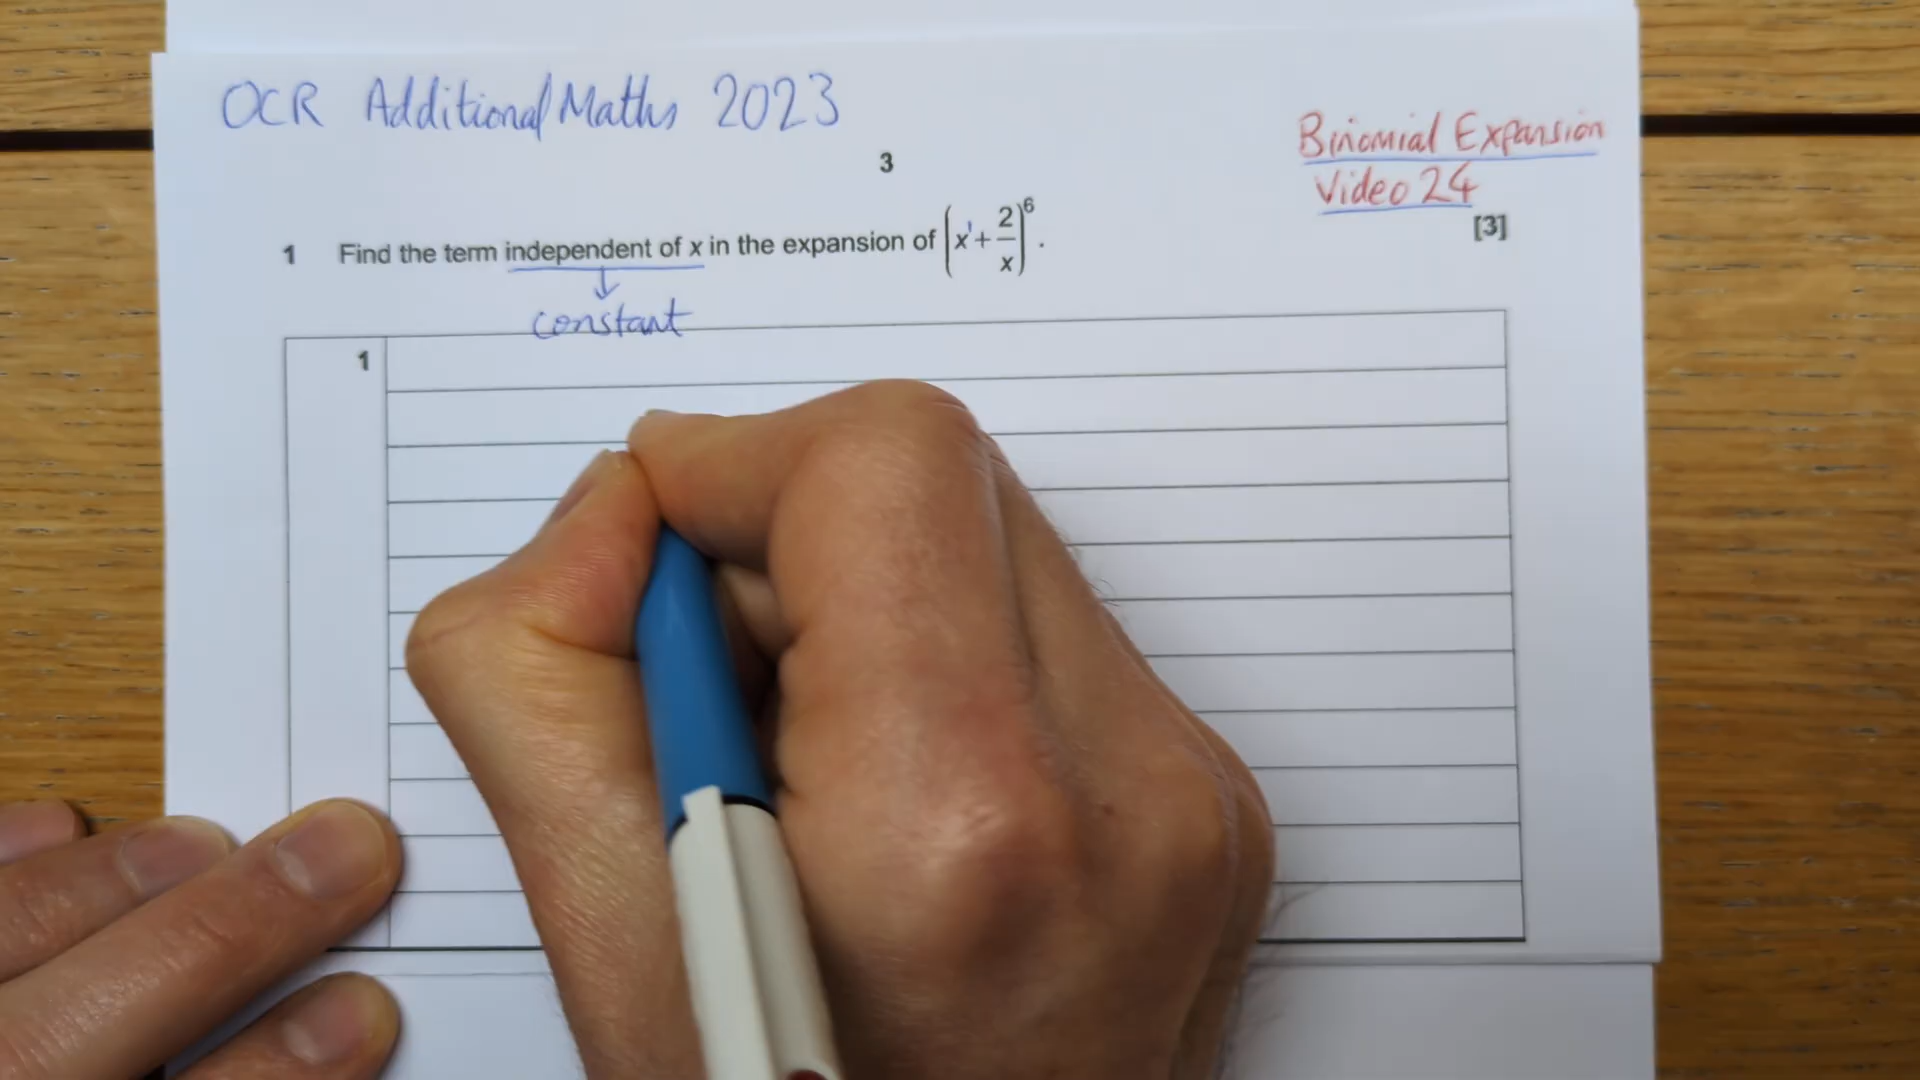 OCR Additional Maths 2023
Binomial Expansion
Video 24
3
1 Find the term independent of x in the expansion of (x¹ + 2/x)⁶. [3]
↓
constant
1